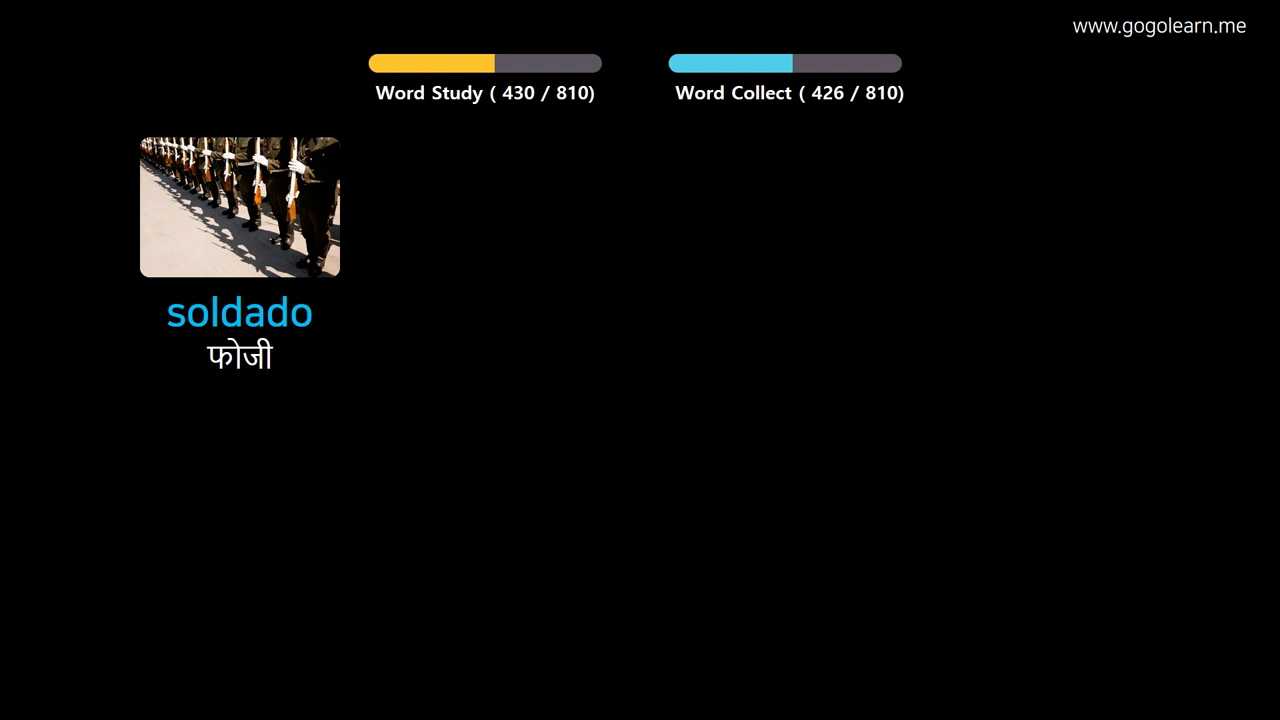 www.gogolearn.me
Word Study ( 430 / 810)
Word Collect ( 426 / 810)
soldado
फोजी